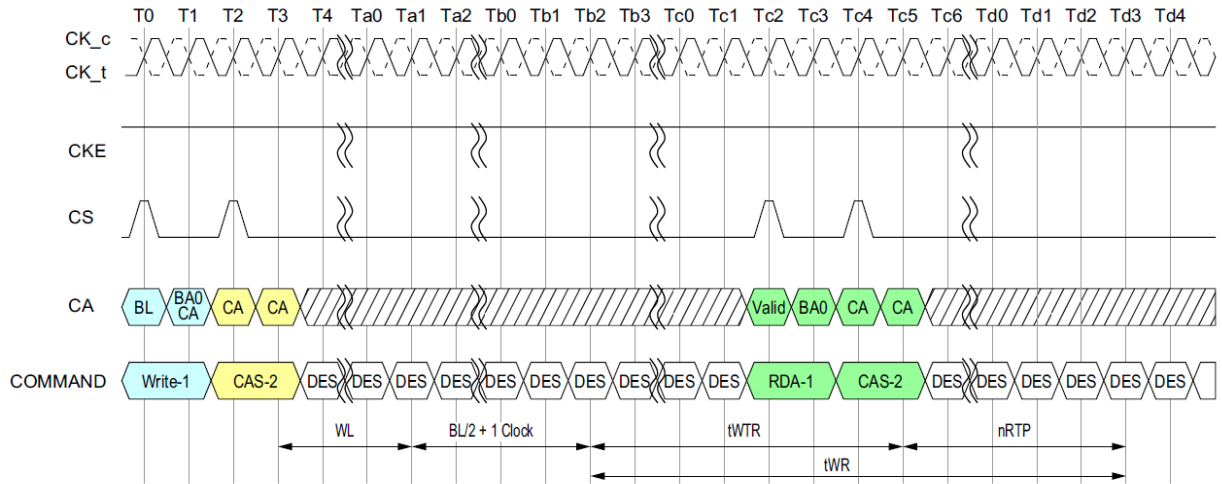 T0 T1 T2 T3 T4 Ta0 Ta1 Ta2 Tb0 Tb1 Tb2 Tb3 Tc0 Tc1 Tc2 Tc3 Tc4 Tc5 Tc6 Td0 Td1 Td2 Td3 Td4
CK_c
CK_t
CKE
CS
CA BL BA0 CA CA CA Valid BA0 CA CA
COMMAND Write-1 CAS-2 DES DES DES DES DES DES DES DES DES DES RDA-1 CAS-2 DES DES DES DES DES DES
WL BL/2 + 1 Clock tWTR nRTP
tWR